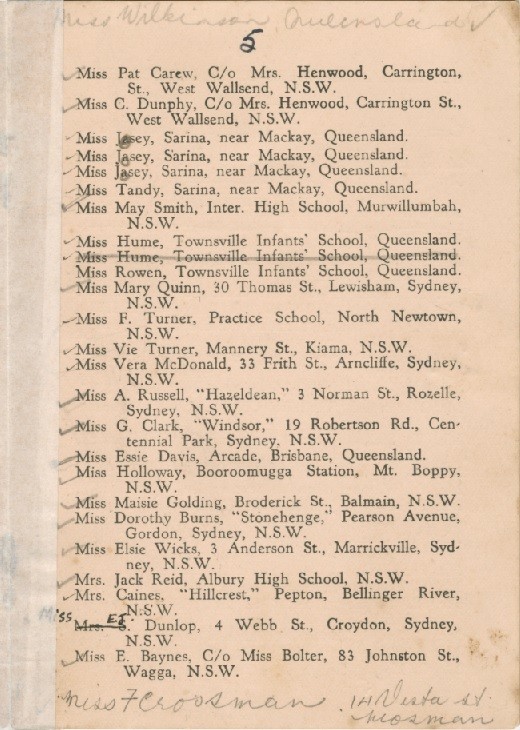 Miss Wilkinson, Queensland
5
Miss Pat Carew, C/o Mrs. Henwood, Carrington,
St., West Wallsend, N.S.W.
Miss C. Dunphy, C/o Mrs. Henwood, Carrington St.,
West Wallsend, N.S.W.
Miss Jasey, Sarina, near Mackay, Queensland.
Miss Jasey, Sarina, near Mackay, Queensland.
Miss Jasey, Sarina, near Mackay, Queensland.
Miss Tandy, Sarina, near Mackay, Queensland.
Miss May Smith, Inter. High School, Murwillumbah,
N.S.W.
Miss Hume, Townsville Infants' School, Queensland.
Miss Hume, Townsville Infants' School, Queensland.
Miss Rowen, Townsville Infants' School, Queensland.
Miss Mary Quinn, 30 Thomas St., Lewisham, Sydney,
N.S.W.
Miss F. Turner, Practice School, North Newtown,
N.S.W.
Miss Vie Turner, Mannery St., Kiama, N.S.W.
Miss Vera McDonald, 33 Frith St., Arncliffe, Sydney,
N.S.W.
Miss A. Russell, "Hazeldean," 3 Norman St., Rozelle,
Sydney, N.S.W.
Miss G. Clark, "Windsor," 19 Robertson Rd., Cen-
tennial Park, Sydney, N.S.W.
Miss Essie Davis, Arcade, Brisbane, Queensland.
Miss Holloway, Booroomugga Station, Mt. Boppy,
N.S.W.
Miss Maisie Golding, Broderick St., Balmain, N.S.W.
Miss Dorothy Burns, "Stonehenge," Pearson Avenue,
Gordon, Sydney, N.S.W.
Miss Elsie Wicks, 3 Anderson St., Marrickville, Syd-
ney, N.S.W.
Mrs. Jack Reid, Albury High School, N.S.W.
Mrs. Caines, "Hillcrest," Pepton, Bellinger River,
N.S.W.
Miss
Mrs. S. Dunlop, 4 Webb St., Croydon, Sydney,
N.S.W.
Miss E. Baynes, C/o Miss Bolter, 83 Johnston St.,
Wagga, N.S.W.
Miss F Croosman 14 Vista st
Mosman